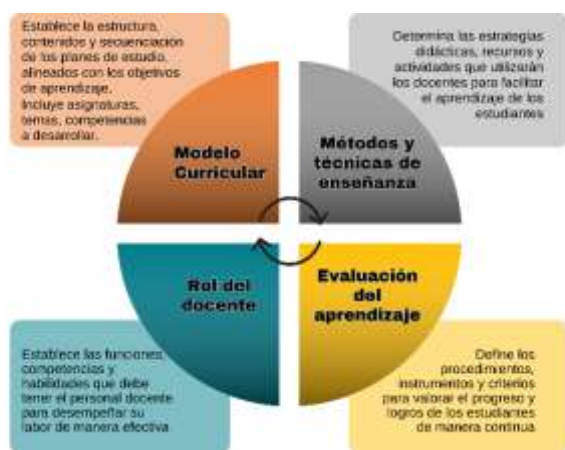 Establece la estructura,
contenidos y secuenciación
de los planes de estudio,
alineados con los objetivos
de aprendizaje.
Incluye asignaturas,
temas, competencias
a desarrollar.
Modelo
Curricular
Determina las estrategias
didácticas, recursos y
actividades que utilizarán
los docentes para facilitar
el aprendizaje de los
estudiantes
Métodos y
técnicas de
enseñanza
Rol del
docente
Establece las funciones,
competencias y
habilidades que debe
tener el personal docente
para desempeñar su
labor de manera efectiva
Evaluación
del
aprendizaje
Define los
procedimientos,
instrumentos y criterios
para valorar el progreso y
logros de los estudiantes
de manera continua